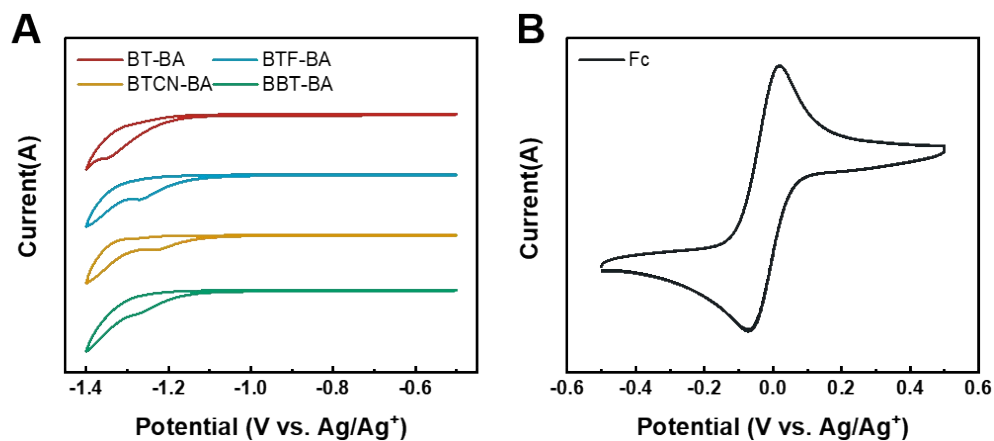 A
BT-BA
BTF-BA
BTCN-BA
BBT-BA
Current(A)
-1.4 -1.2 -1.0 -0.8 -0.6
Potential (V vs. Ag/Ag⁺)
B
Fc
Current(A)
-0.6 -0.4 -0.2 0.0 0.2 0.4 0.6
Potential (V vs. Ag/Ag⁺)